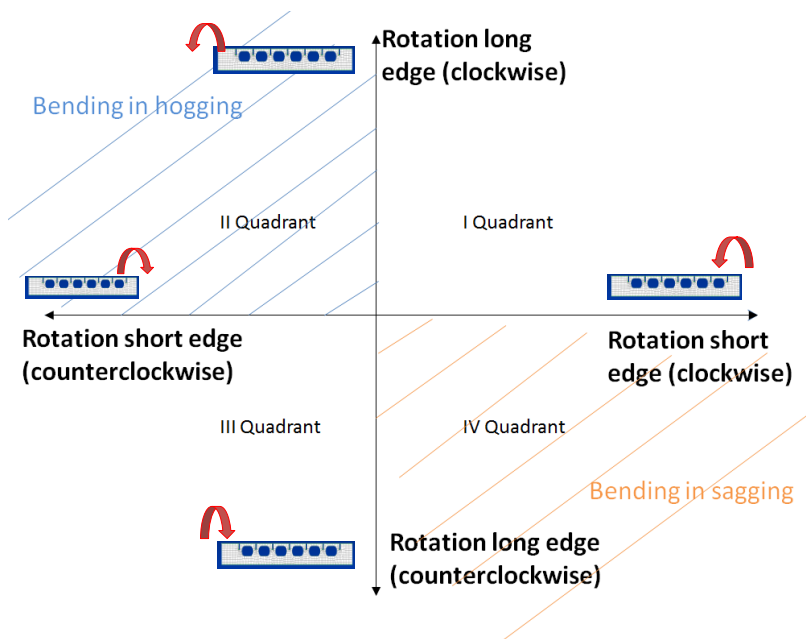 Rotation long
edge (clockwise)
Bending in hogging
II Quadrant
I Quadrant
Rotation short edge
(counterclockwise)
Rotation short
edge (clockwise)
III Quadrant
IV Quadrant
Bending in sagging
Rotation long edge
(counterclockwise)